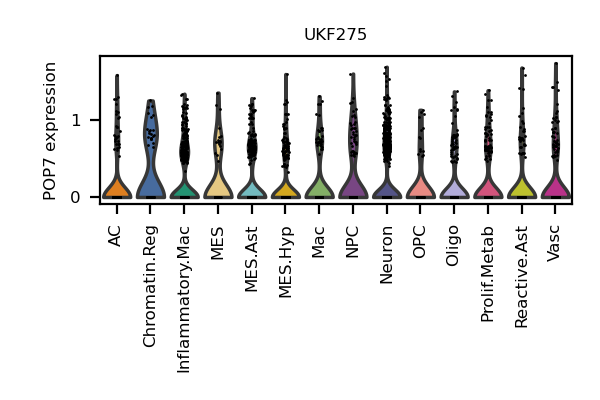 UKF275
POP7 expression
1
0
AC
Chromatin.Reg
Inflammatory.Mac
MES
MES.Ast
MES.Hyp
Mac
NPC
Neuron
OPC
Oligo
Prolif.Metab
Reactive.Ast
Vasc